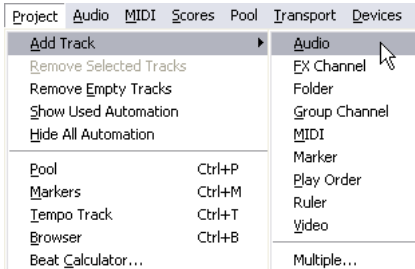 Project Audio MIDI Scores Pool Transport Devices
Add Track
Remove Selected Tracks
Remove Empty Tracks
Show Used Automation
Hide All Automation
Pool Ctrl+P
Markers Ctrl+M
Tempo Track Ctrl+T
Browser Ctrl+B
Beat Calculator...
Audio
FX Channel
Folder
Group Channel
MIDI
Marker
Play Order
Ruler
Video
Multiple...